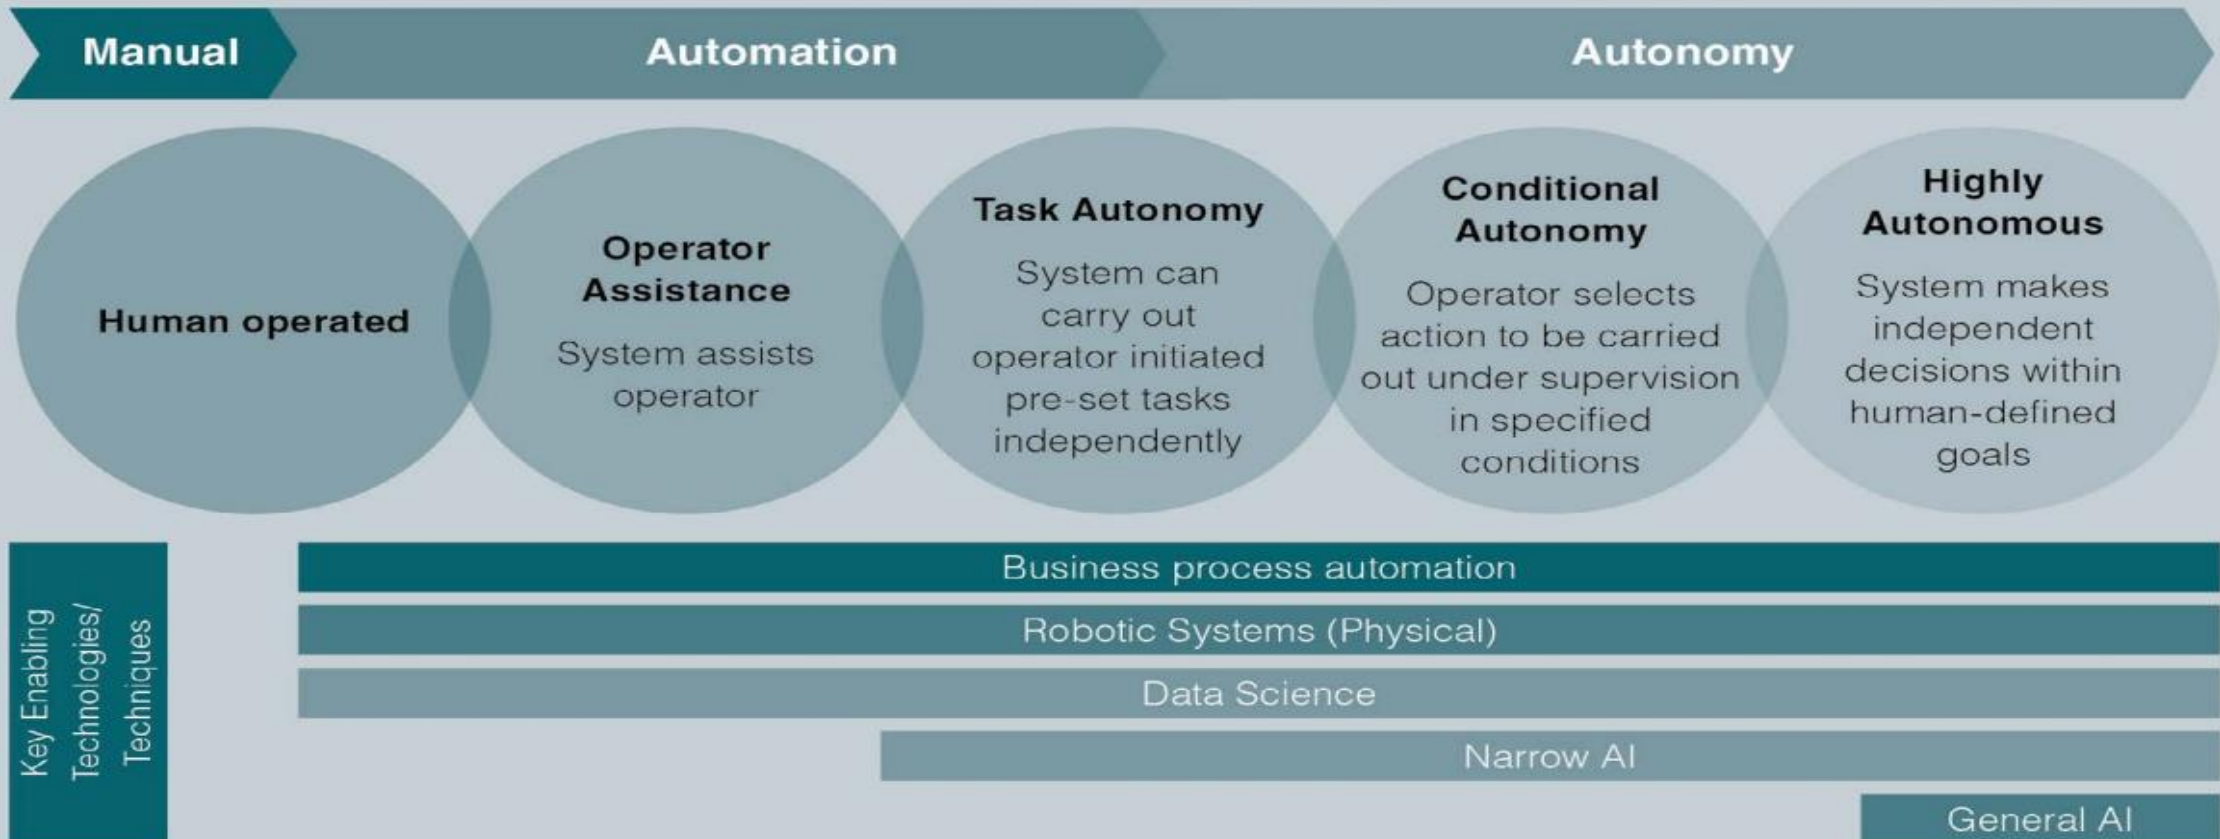 Manual
Automation
Autonomy
Human operated
Operator
Assistance
System assists
operator
Task Autonomy
System can
carry out
operator initiated
pre-set tasks
independently
Conditional
Autonomy
Operator selects
action to be carried
out under supervision
in specified
conditions
Highly
Autonomous
System makes
independent
decisions within
human-defined
goals
Key Enabling
Technologies/
Techniques
Business process automation
Robotic Systems (Physical)
Data Science
Narrow AI
General AI